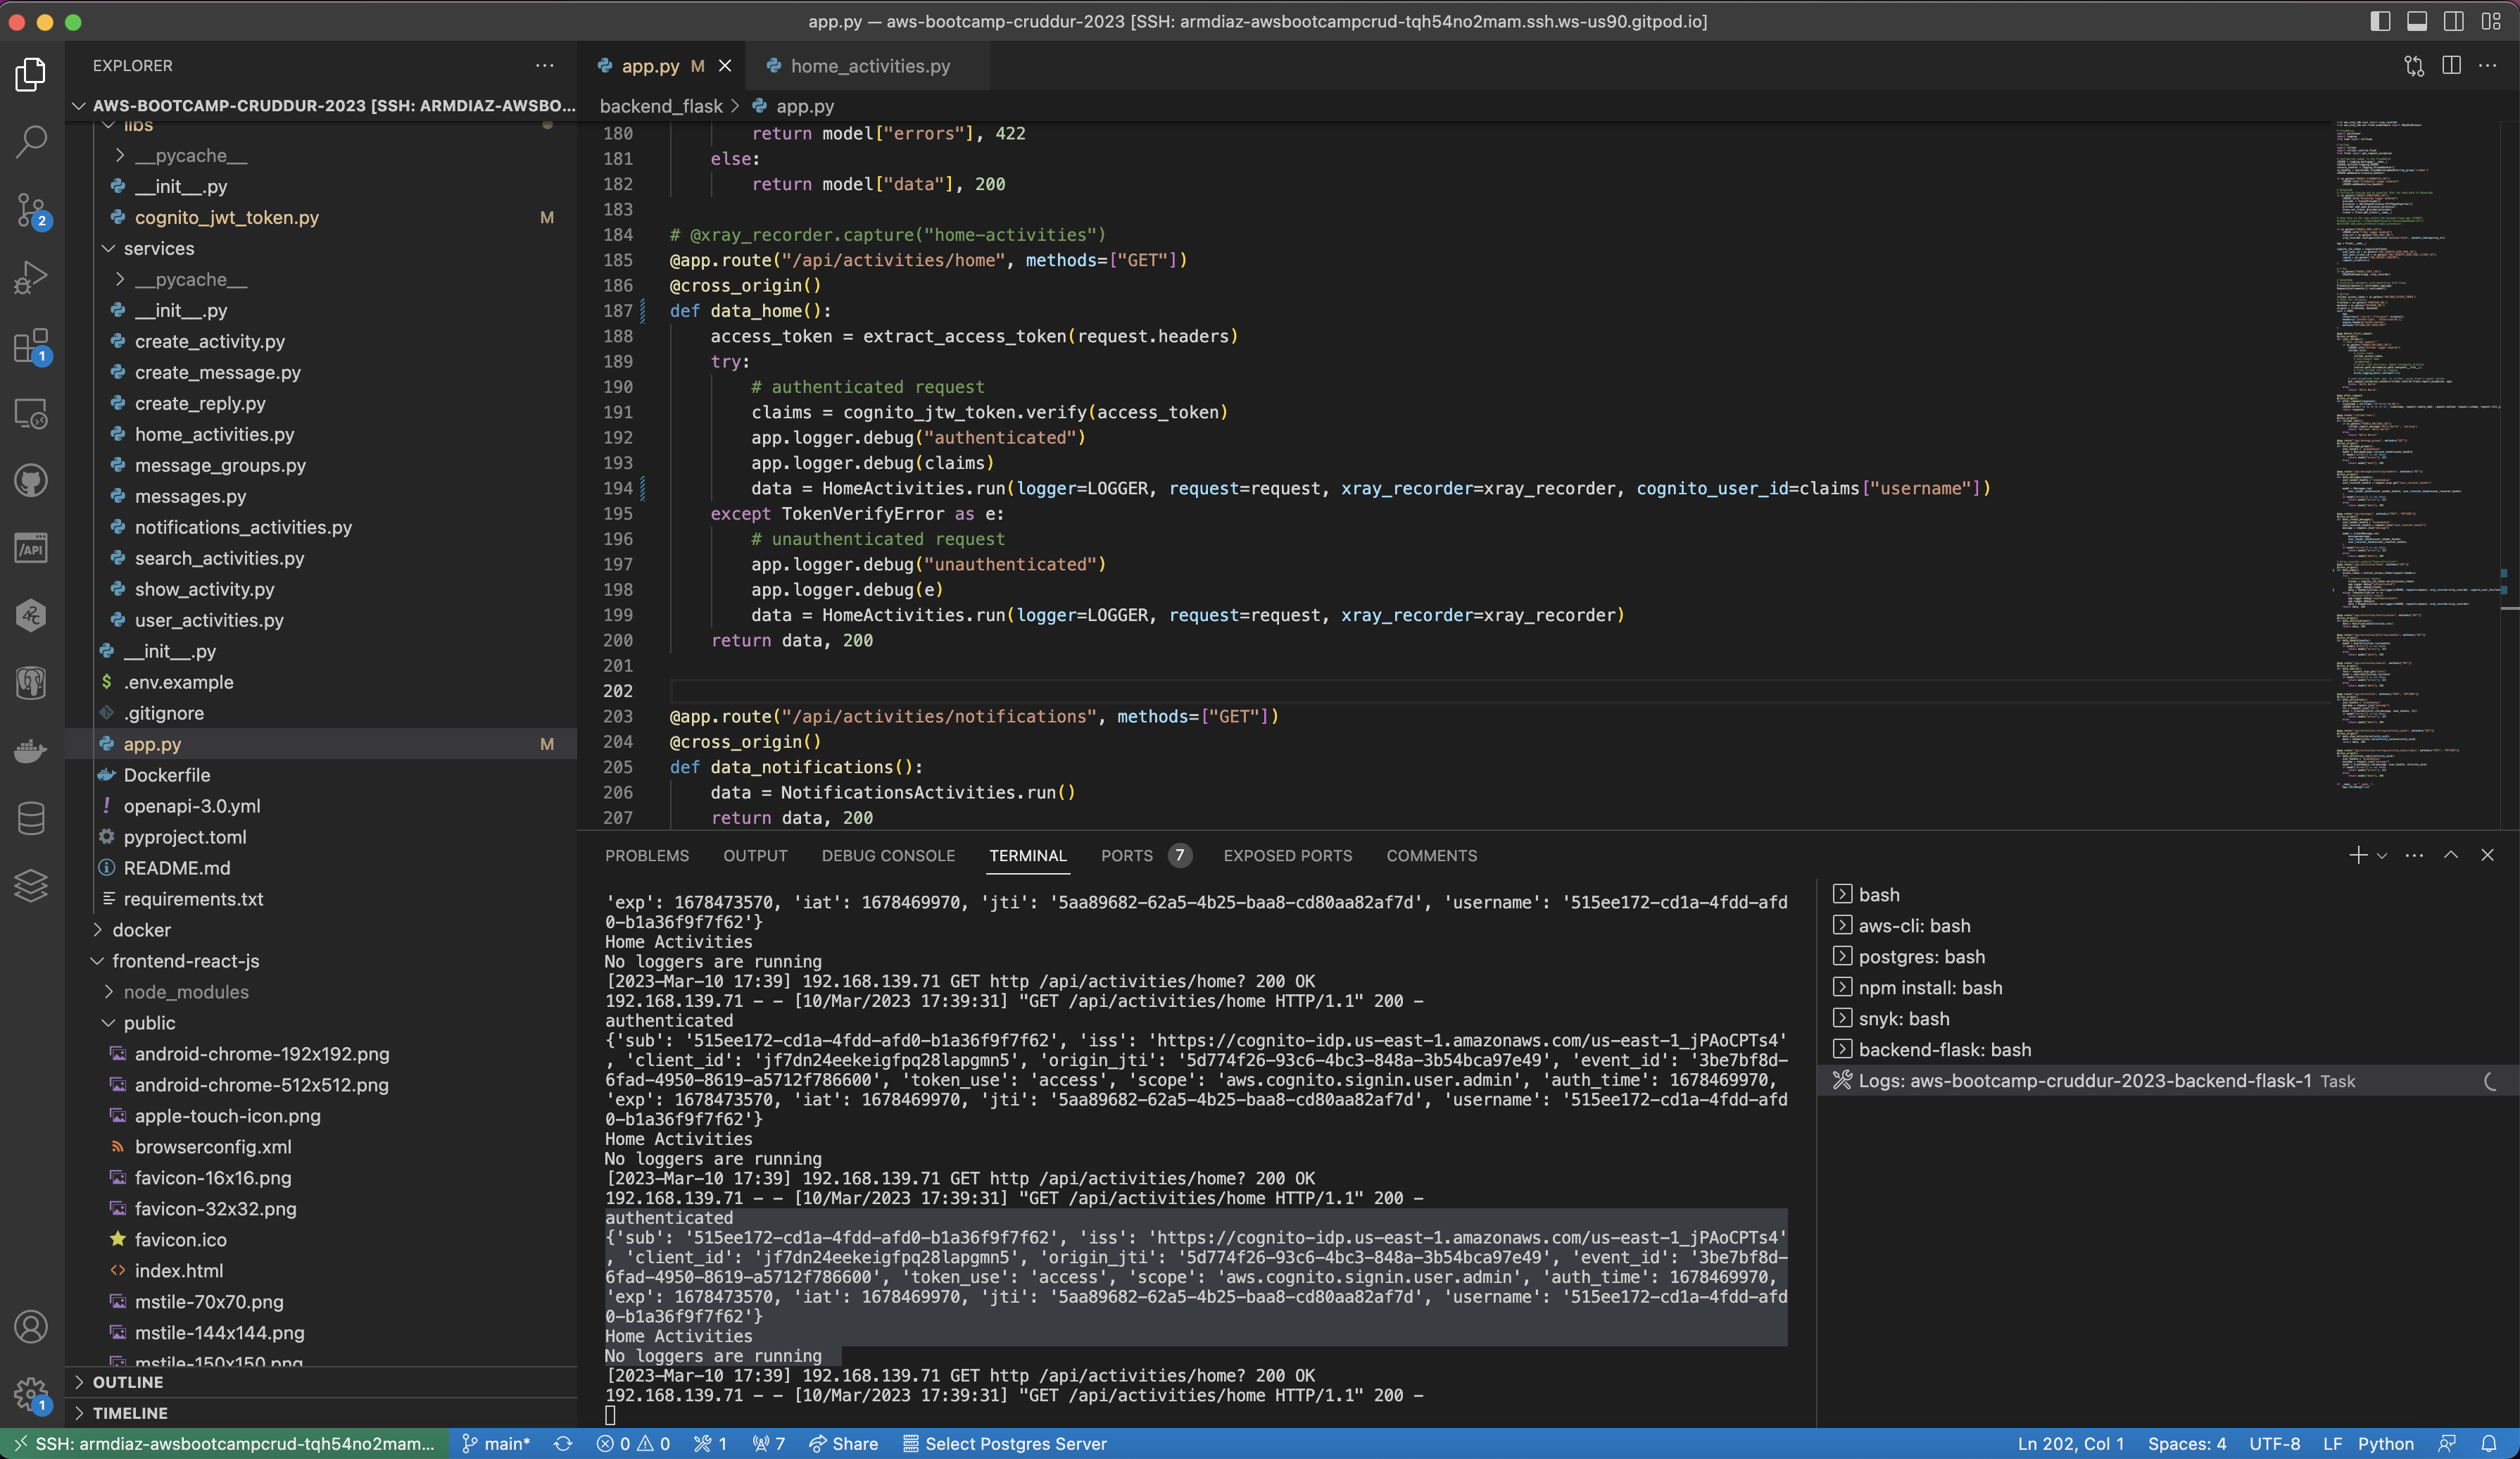 app.py — aws-bootcamp-cruddur-2023 [SSH: armdiaz-awsbootcampcrud-tqh54no2mam.ssh.ws-us90.gitpod.io]
EXPLORER
AWS-BOOTCAMP-CRUDDUR-2023 [SSH: ARMDIAZ-AWSBO...
libs
__pycache__
__init__.py
cognito_jwt_token.py M
services
__pycache__
__init__.py
create_activity.py
create_message.py
create_reply.py
home_activities.py
message_groups.py
messages.py
notifications_activities.py
search_activities.py
show_activity.py
user_activities.py
__init__.py
.env.example
.gitignore
app.py M
Dockerfile
openapi-3.0.yml
pyproject.toml
README.md
requirements.txt
docker
frontend-react-js
node_modules
public
android-chrome-192x192.png
android-chrome-512x512.png
apple-touch-icon.png
browserconfig.xml
favicon-16x16.png
favicon-32x32.png
favicon.ico
index.html
mstile-70x70.png
mstile-144x144.png
mstile-150x150.png
OUTLINE
TIMELINE
2
1
1
app.py M
home_activities.py
backend_flask > app.py
180 return model["errors"], 422
181 else:
182 return model["data"], 200
183
184 # @xray_recorder.capture("home-activities")
185 @app.route("/api/activities/home", methods=["GET"])
186 @cross_origin()
187 def data_home():
188 access_token = extract_access_token(request.headers)
189 try:
190 # authenticated request
191 claims = cognito_jtw_token.verify(access_token)
192 app.logger.debug("authenticated")
193 app.logger.debug(claims)
194 data = HomeActivities.run(logger=LOGGER, request=request, xray_recorder=xray_recorder, cognito_user_id=claims["username"])
195 except TokenVerifyError as e:
196 # unauthenticated request
197 app.logger.debug("unauthenticated")
198 app.logger.debug(e)
199 data = HomeActivities.run(logger=LOGGER, request=request, xray_recorder=xray_recorder)
200 return data, 200
201
202
203 @app.route("/api/activities/notifications", methods=["GET"])
204 @cross_origin()
205 def data_notifications():
206 data = NotificationsActivities.run()
207 return data, 200
PROBLEMS OUTPUT DEBUG CONSOLE TERMINAL PORTS 7 EXPOSED PORTS COMMENTS
'exp': 1678473570, 'iat': 1678469970, 'jti': '5aa89682-62a5-4b25-baa8-cd80aa82af7d', 'username': '515ee172-cd1a-4fdd-afd
0-b1a36f9f7f62'}
Home Activities
No loggers are running
[2023-Mar-10 17:39] 192.168.139.71 GET http /api/activities/home? 200 OK
192.168.139.71 - - [10/Mar/2023 17:39:31] "GET /api/activities/home HTTP/1.1" 200 -
authenticated
{'sub': '515ee172-cd1a-4fdd-afd0-b1a36f9f7f62', 'iss': 'https://cognito-idp.us-east-1.amazonaws.com/us-east-1_jPAoCPTs4'
, 'client_id': 'jf7dn24eekeigfpq28lapgmn5', 'origin_jti': '5d774f26-93c6-4bc3-848a-3b54bca97e49', 'event_id': '3be7bf8d-
6fad-4950-8619-a5712f786600', 'token_use': 'access', 'scope': 'aws.cognito.signin.user.admin', 'auth_time': 1678469970,
'exp': 1678473570, 'iat': 1678469970, 'jti': '5aa89682-62a5-4b25-baa8-cd80aa82af7d', 'username': '515ee172-cd1a-4fdd-afd
0-b1a36f9f7f62'}
Home Activities
No loggers are running
[2023-Mar-10 17:39] 192.168.139.71 GET http /api/activities/home? 200 OK
192.168.139.71 - - [10/Mar/2023 17:39:31] "GET /api/activities/home HTTP/1.1" 200 -
authenticated
{'sub': '515ee172-cd1a-4fdd-afd0-b1a36f9f7f62', 'iss': 'https://cognito-idp.us-east-1.amazonaws.com/us-east-1_jPAoCPTs4'
, 'client_id': 'jf7dn24eekeigfpq28lapgmn5', 'origin_jti': '5d774f26-93c6-4bc3-848a-3b54bca97e49', 'event_id': '3be7bf8d-
6fad-4950-8619-a5712f786600', 'token_use': 'access', 'scope': 'aws.cognito.signin.user.admin', 'auth_time': 1678469970,
'exp': 1678473570, 'iat': 1678469970, 'jti': '5aa89682-62a5-4b25-baa8-cd80aa82af7d', 'username': '515ee172-cd1a-4fdd-afd
0-b1a36f9f7f62'}
Home Activities
No loggers are running
[2023-Mar-10 17:39] 192.168.139.71 GET http /api/activities/home? 200 OK
192.168.139.71 - - [10/Mar/2023 17:39:31] "GET /api/activities/home HTTP/1.1" 200 -
bash
aws-cli: bash
postgres: bash
npm install: bash
snyk: bash
backend-flask: bash
Logs: aws-bootcamp-cruddur-2023-backend-flask-1 Task
SSH: armdiaz-awsbootcampcrud-tqh54no2mam... main* 0 0 1 7 Share Select Postgres Server Ln 202, Col 1 Spaces: 4 UTF-8 LF Python